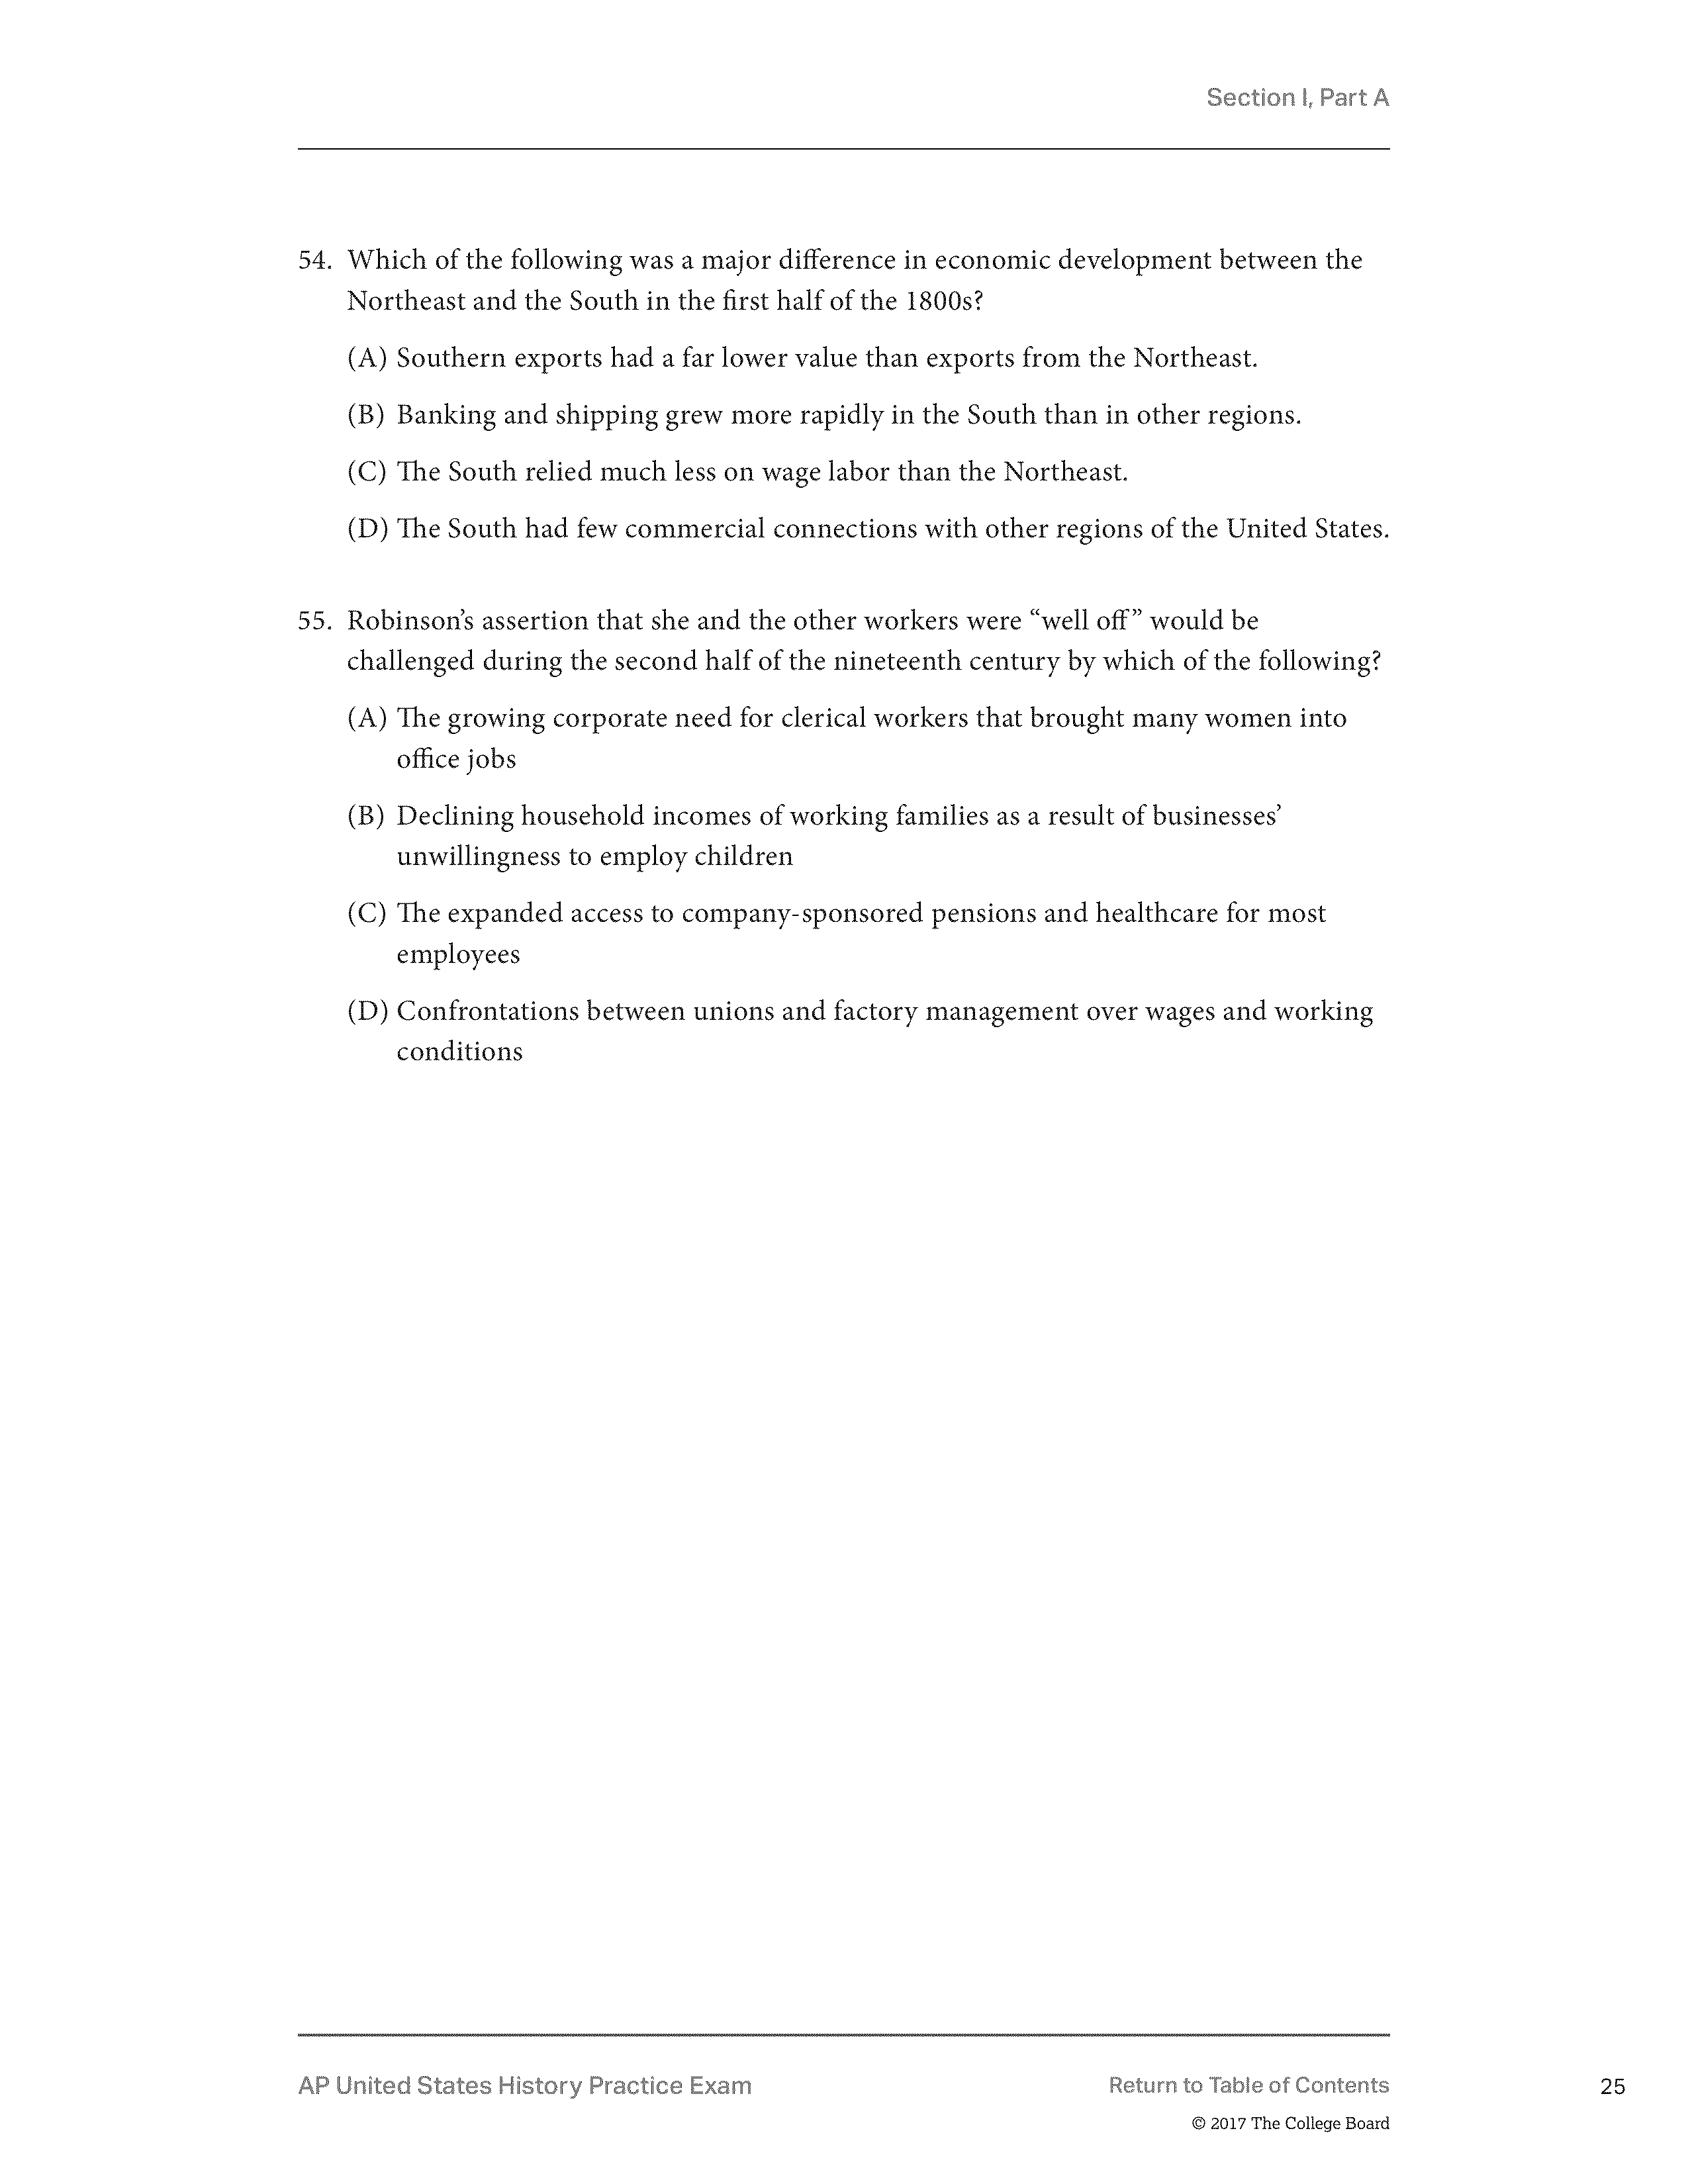 Section I, Part A
54. Which of the following was a major difference in economic development between the
Northeast and the South in the first half of the 1800s?
(A) Southern exports had a far lower value than exports from the Northeast.
(B) Banking and shipping grew more rapidly in the South than in other regions.
(C) The South relied much less on wage labor than the Northeast.
(D) The South had few commercial connections with other regions of the United States.
55. Robinson’s assertion that she and the other workers were “well off” would be
challenged during the second half of the nineteenth century by which of the following?
(A) The growing corporate need for clerical workers that brought many women into
office jobs
(B) Declining household incomes of working families as a result of businesses’
unwillingness to employ children
(C) The expanded access to company-sponsored pensions and healthcare for most
employees
(D) Confrontations between unions and factory management over wages and working
conditions
AP United States History Practice Exam
Return to Table of Contents
25
© 2017 The College Board